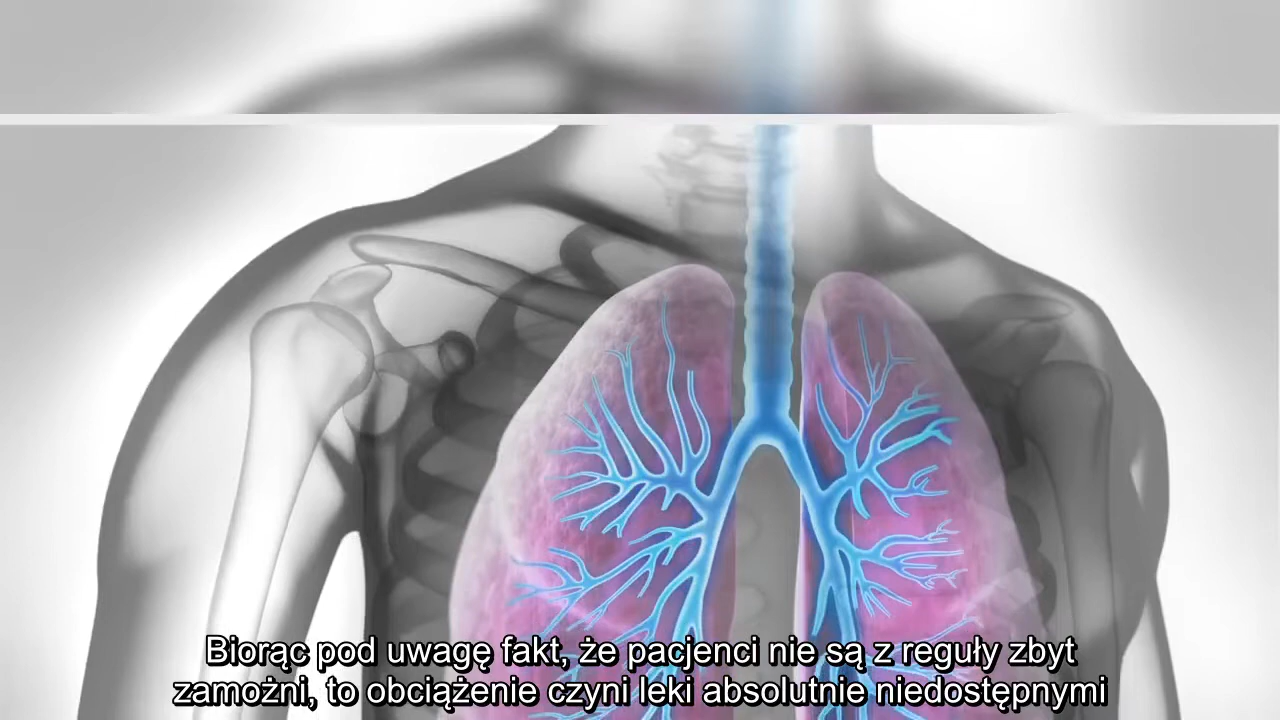 Biorąc pod uwagę fakt, że pacjenci nie są z reguły zbyt
zamożni, to obciążenie czyni leki absolutnie niedostępnymi